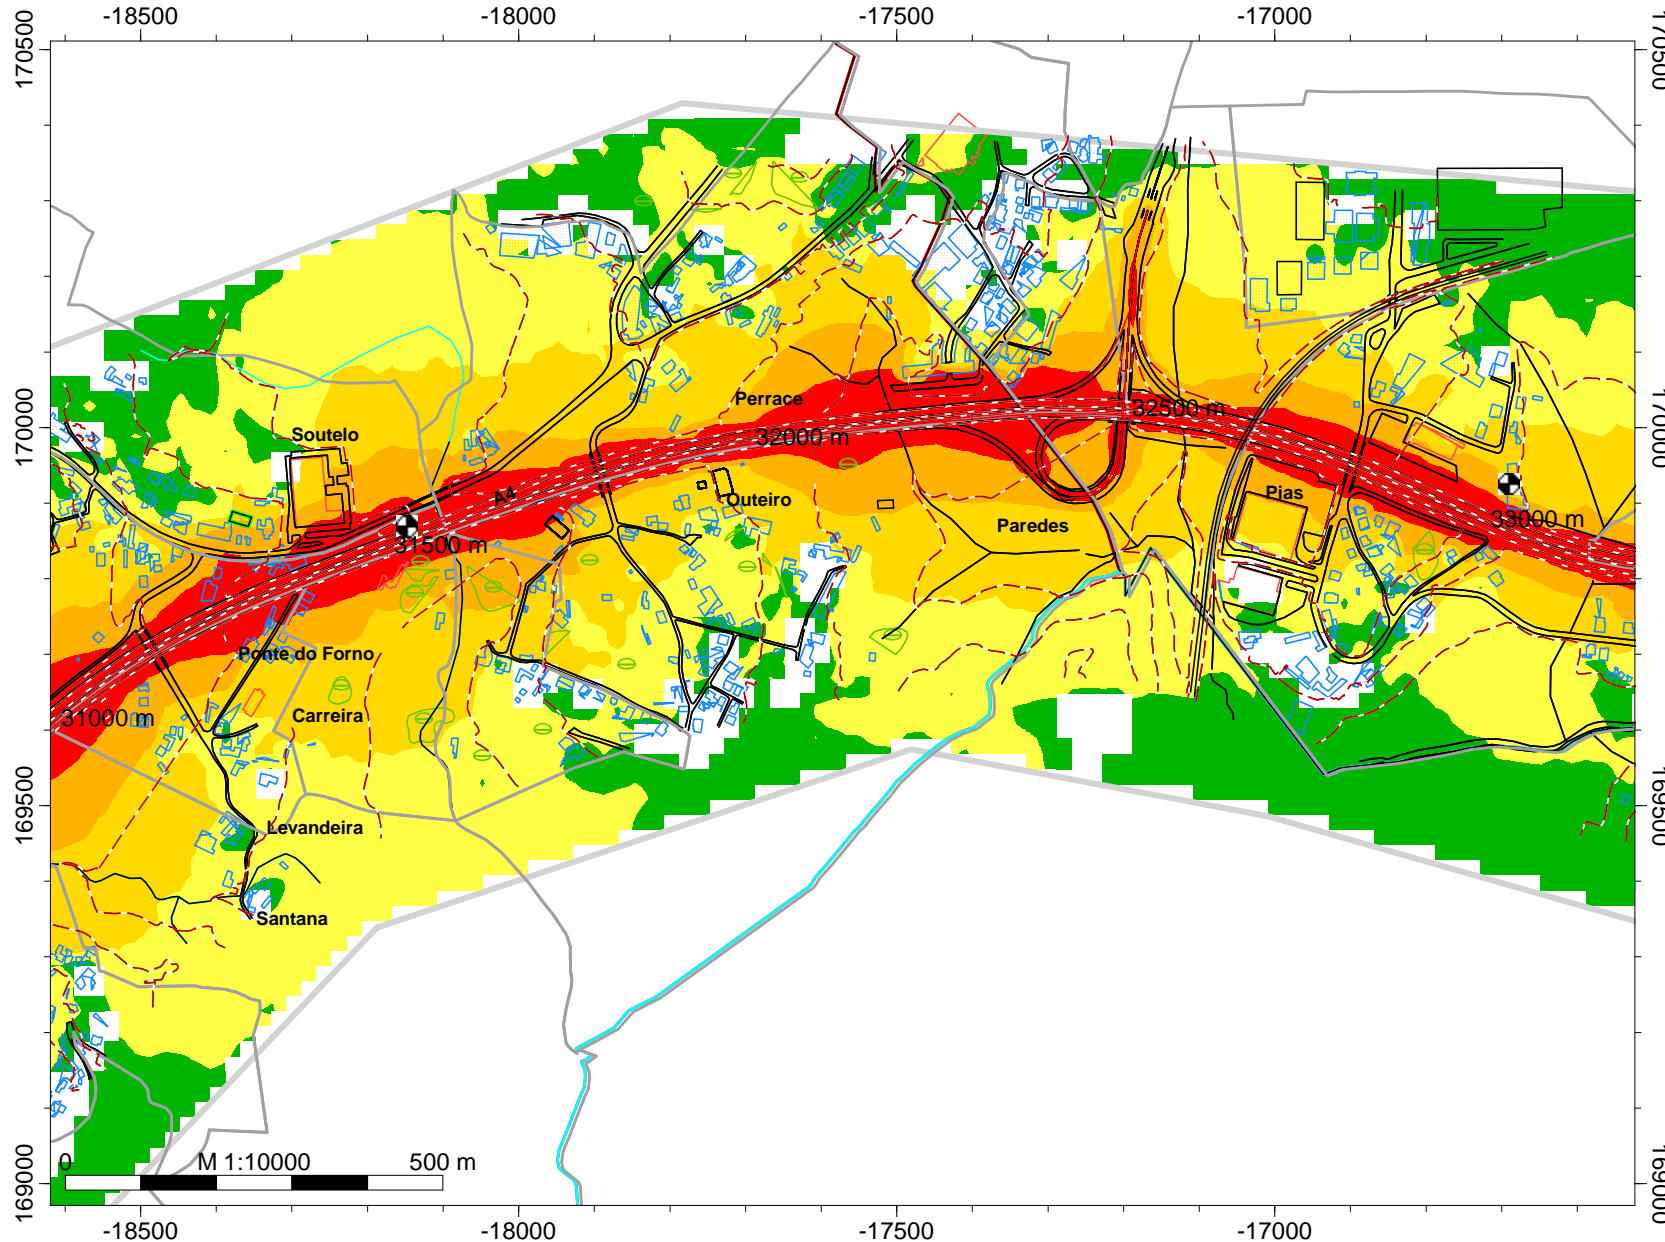 -18500 -18000 -17500 -17000
170500 170500
Perrace
170000 170000
32500 m
Soutelo
32000 m
A4
Outeiro
Pias
Paredes
33000 m
31500 m
Ponte do Forno
31000 m
Carreira
169500 169500
Levandeira
Santana
0 M 1:10000 500 m
169000 169000
-18500 -18000 -17500 -17000